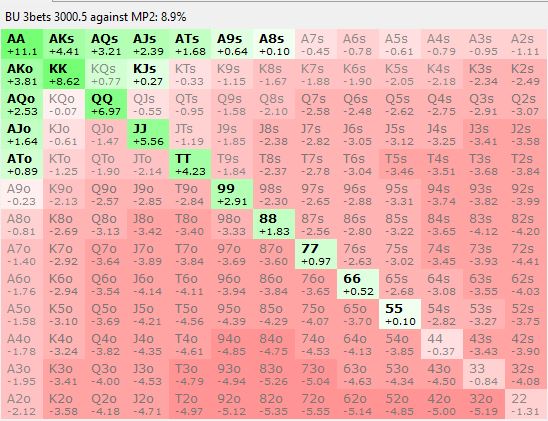 BU 3bets 3000.5 against MP2: 8.9%
AA AKs AQs AJs ATs A9s A8s A7s A6s A5s A4s A3s A2s
+11.1 +4.41 +3.21 +2.39 +1.68 +0.64 +0.10 -0.45 -0.78 -0.61 -0.79 -0.95 -1.11
AKo KK KQs KJs KTs K9s K8s K7s K6s K5s K4s K3s K2s
+3.81 +8.62 +0.77 +0.27 -0.33 -1.15 -1.67 -1.88 -1.90 -2.05 -2.18 -2.34 -2.49
AQo KQo QQ QJs QTs Q9s Q8s Q7s Q6s Q5s Q4s Q3s Q2s
+2.53 -0.07 +6.97 -0.55 -0.95 -1.58 -2.10 -2.58 -2.48 -2.62 -2.75 -2.91 -3.07
AJo KJo QJo JJ JTs J9s J8s J7s J6s J5s J4s J3s J2s
+1.64 -0.61 -1.47 +5.56 -1.19 -1.85 -2.38 -2.82 -3.05 -3.12 -3.25 -3.41 -3.58
ATo KTo QTo JTo TT T9s T8s T7s T6s T5s T4s T3s T2s
+0.89 -1.25 -1.90 -2.14 +4.23 -1.84 -2.37 -2.78 -3.04 -3.46 -3.51 -3.68 -3.84
A9o K9o Q9o J9o T9o 99 98s 97s 96s 95s 94s 93s 92s
-0.23 -2.13 -2.57 -2.85 -2.84 +2.91 -2.30 -2.65 -2.88 -3.31 -3.74 -3.82 -3.99
A8o K8o Q8o J8o T8o 98o 88 87s 86s 85s 84s 83s 82s
-0.81 -2.69 -3.13 -3.42 -3.40 -3.33 +1.83 -2.56 -2.80 -3.22 -3.65 -4.12 -4.20
A7o K7o Q7o J7o T7o 97o 87o 77 76s 75s 74s 73s 72s
-1.40 -2.92 -3.64 -3.89 -3.84 -3.69 -3.60 +0.97 -2.63 -3.02 -3.45 -3.93 -4.41
A6o K6o Q6o J6o T6o 96o 86o 76o 66 65s 64s 63s 62s
-1.76 -2.94 -3.54 -4.14 -4.11 -3.94 -3.84 -3.65 +0.52 -2.68 -3.08 -3.55 -4.03
A5o K5o Q5o J5o T5o 95o 85o 75o 65o 55 54s 53s 52s
-1.58 -3.10 -3.69 -4.21 -4.56 -4.39 -4.29 -4.07 -3.70 +0.10 -2.82 -3.27 -3.75
A4o K4o Q4o J4o T4o 94o 84o 74o 64o 54o 44 43s 42s
-1.78 -3.24 -3.82 -4.35 -4.61 -4.85 -4.75 -4.53 -4.13 -3.85 -0.37 -3.43 -3.90
A3o K3o Q3o J3o T3o 93o 83o 73o 63o 53o 43o 33 32s
-1.95 -3.41 -4.00 -4.53 -4.79 -4.94 -5.26 -5.04 -4.63 -4.34 -4.50 -0.84 -4.08
A2o K2o Q2o J2o T2o 92o 82o 72o 62o 52o 42o 32o 22
-2.12 -3.58 -4.18 -4.71 -4.97 -5.12 -5.35 -5.55 -5.14 -4.85 -5.00 -5.19 -1.31